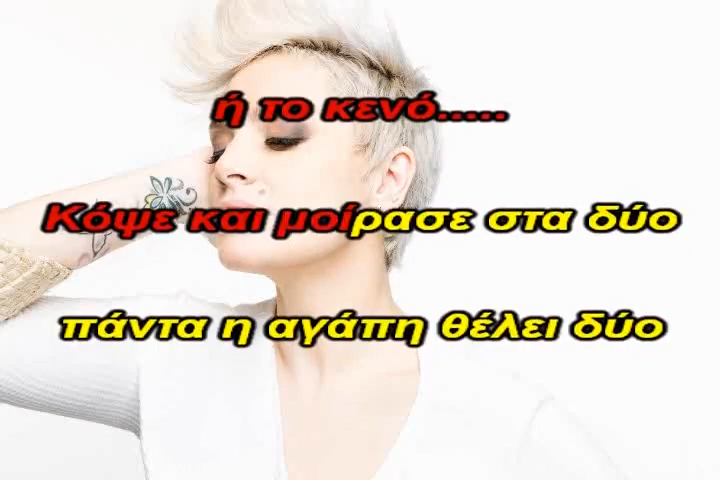 ή το κενό.....
Κόψε και μοίρασε στα δύο
πάντα η αγάπη θέλει δύο